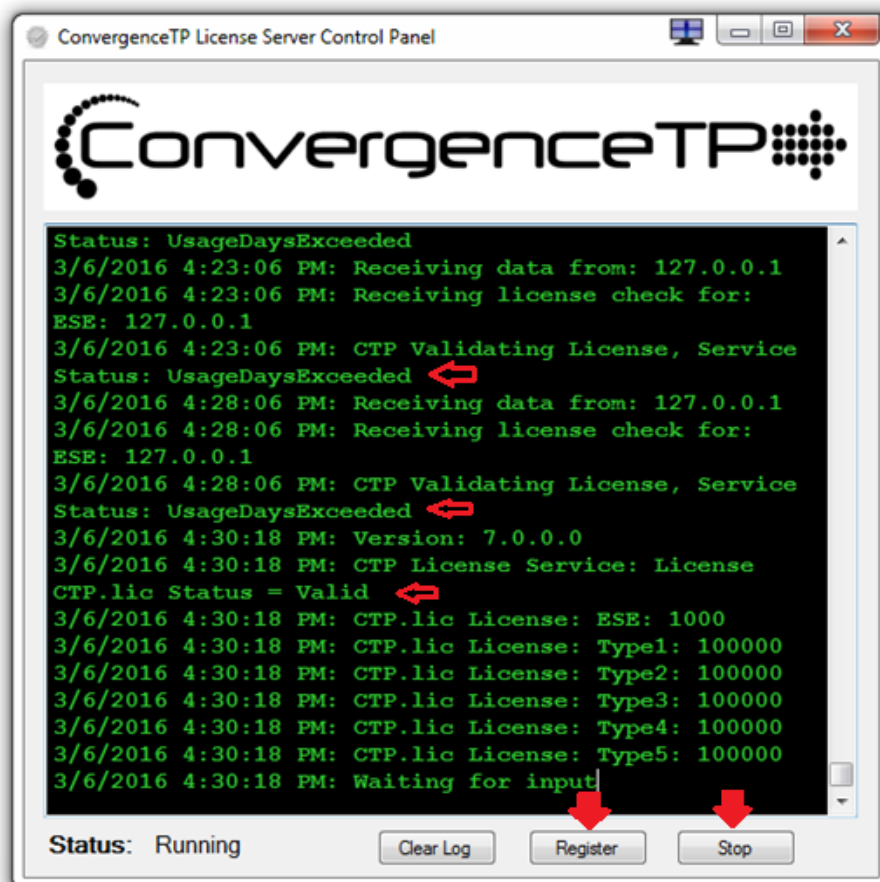 ConvergenceTP License Server Control Panel
ConvergenceTP
Status: UsageDaysExceeded
3/6/2016 4:23:06 PM: Receiving data from: 127.0.0.1
3/6/2016 4:23:06 PM: Receiving license check for:
ESE: 127.0.0.1
3/6/2016 4:23:06 PM: CTP Validating License, Service
Status: UsageDaysExceeded
3/6/2016 4:28:06 PM: Receiving data from: 127.0.0.1
3/6/2016 4:28:06 PM: Receiving license check for:
ESE: 127.0.0.1
3/6/2016 4:28:06 PM: CTP Validating License, Service
Status: UsageDaysExceeded
3/6/2016 4:30:18 PM: Version: 7.0.0.0
3/6/2016 4:30:18 PM: CTP License Service: License
CTP.lic Status = Valid
3/6/2016 4:30:18 PM: CTP.lic License: ESE: 1000
3/6/2016 4:30:18 PM: CTP.lic License: Type1: 100000
3/6/2016 4:30:18 PM: CTP.lic License: Type2: 100000
3/6/2016 4:30:18 PM: CTP.lic License: Type3: 100000
3/6/2016 4:30:18 PM: CTP.lic License: Type4: 100000
3/6/2016 4:30:18 PM: CTP.lic License: Type5: 100000
3/6/2016 4:30:18 PM: Waiting for input
Status: Running Clear Log Register Stop